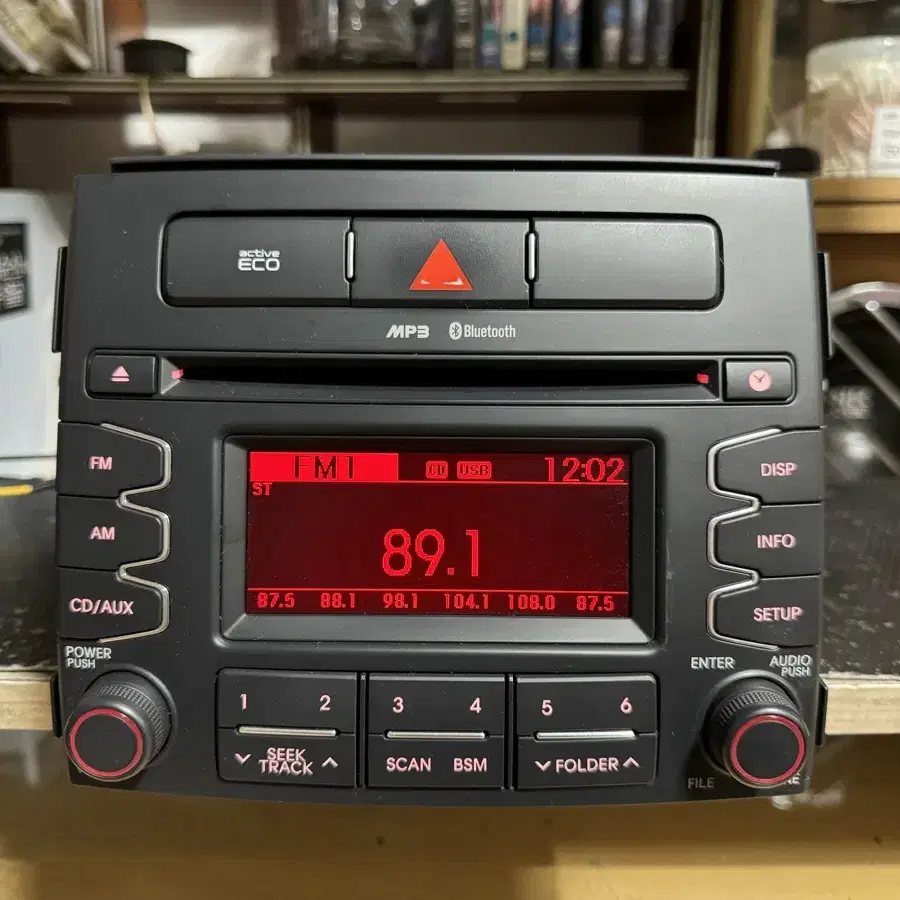 active
ECO
MP3 Bluetooth
FM
AM
CD/AUX
POWER
PUSH
FM1 CD USB 12:02
ST
89.1
87.5 88.1 98.1 104.1 108.0 87.5
DISP
INFO
SETUP
ENTER AUDIO
PUSH
1 2
SEEK
TRACK
3 4
SCAN BSM
5 6
FOLDER
FILE